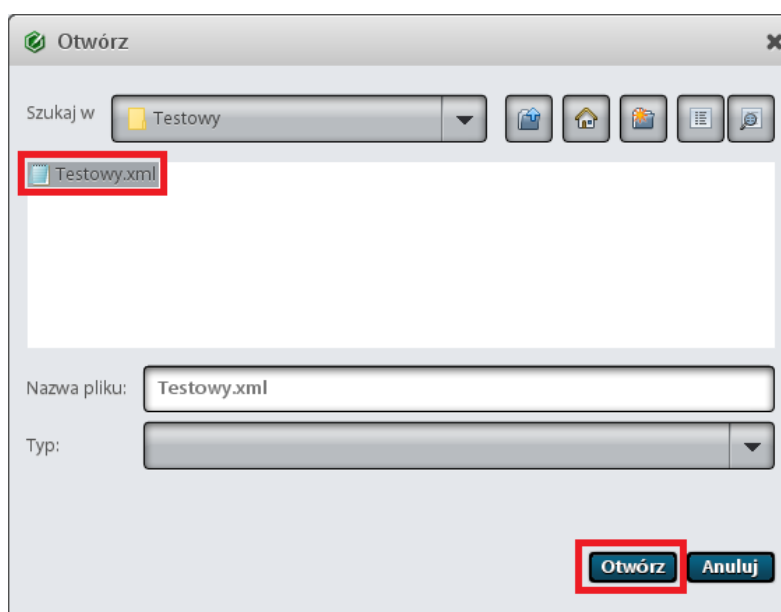 Otwórz
Szukaj w Testowy
Testowy.xml
Nazwa pliku: Testowy.xml
Typ:
Otwórz Anuluj